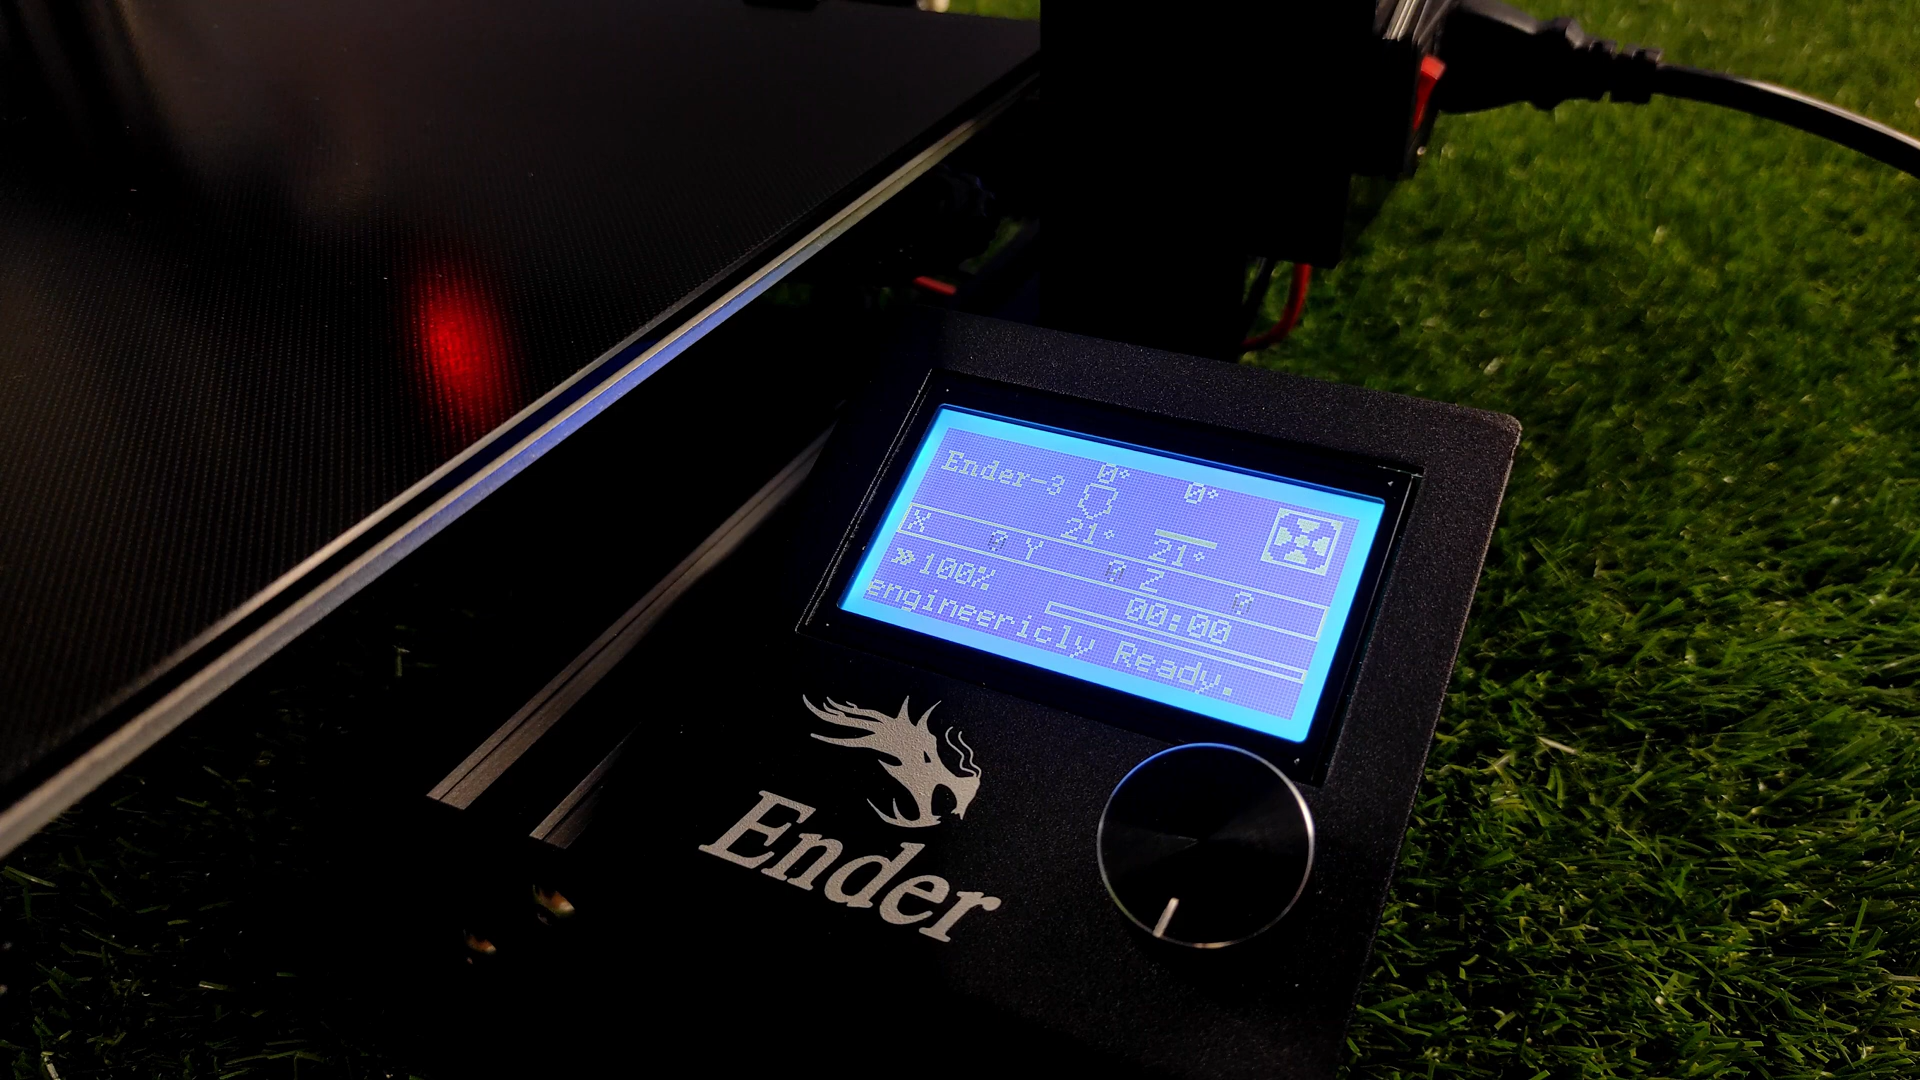 Ender-3
0° 0°
21° 21°
X ? Y ? Z ?
»100% 00:00
engineericly Ready.
Ender